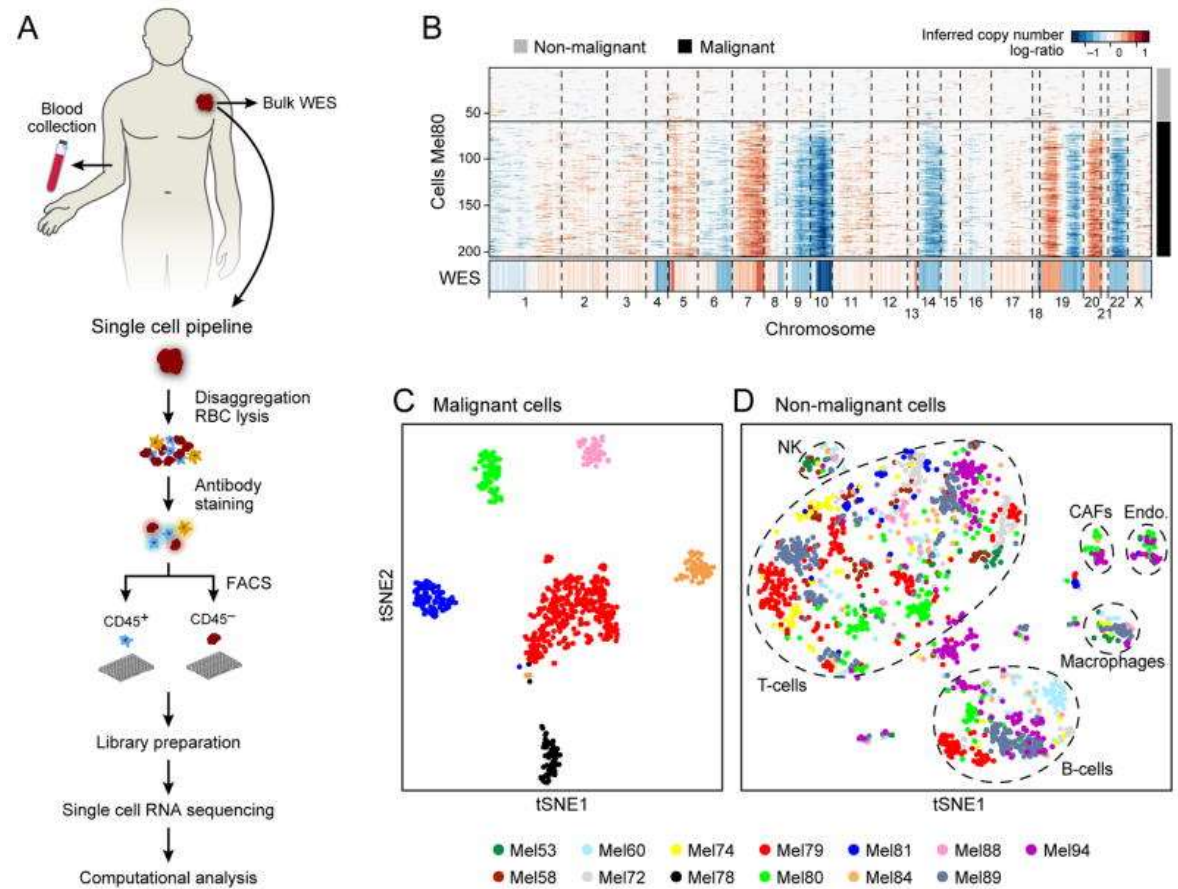 A
Blood
collection
Bulk WES
Single cell pipeline
Disaggregation
RBC lysis
Antibody
staining
FACS
CD45+
CD45–
Library preparation
Single cell RNA sequencing
Computational analysis
B
Non-malignant
Malignant
Inferred copy number
log-ratio
–1 0 1
Cells Mel80
50
100
150
200
WES
1 2 3 4 5 6 7 8 9 10 11 12 13 14 15 16 17 18 19 20 21 22 X
Chromosome
C Malignant cells
tSNE2
tSNE1
D Non-malignant cells
NK
CAFs
Endo.
Macrophages
T-cells
B-cells
tSNE1
Mel53 Mel60 Mel74 Mel79 Mel81 Mel88 Mel94
Mel58 Mel72 Mel78 Mel80 Mel84 Mel89